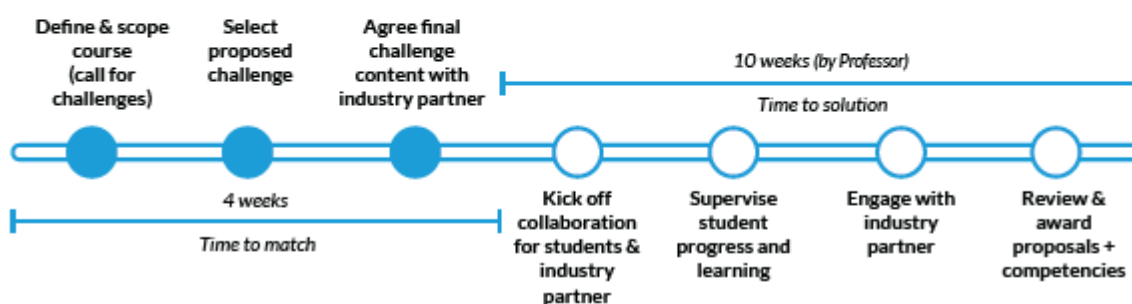 Define & scope
course
(call for
challenges)
Select
proposed
challenge
Agree final
challenge
content with
industry partner
10 weeks (by Professor)
Time to solution
4 weeks
Time to match
Kick off
collaboration
for students &
industry
partner
Supervise
student
progress and
learning
Engage with
industry
partner
Review &
award
proposals +
competencies